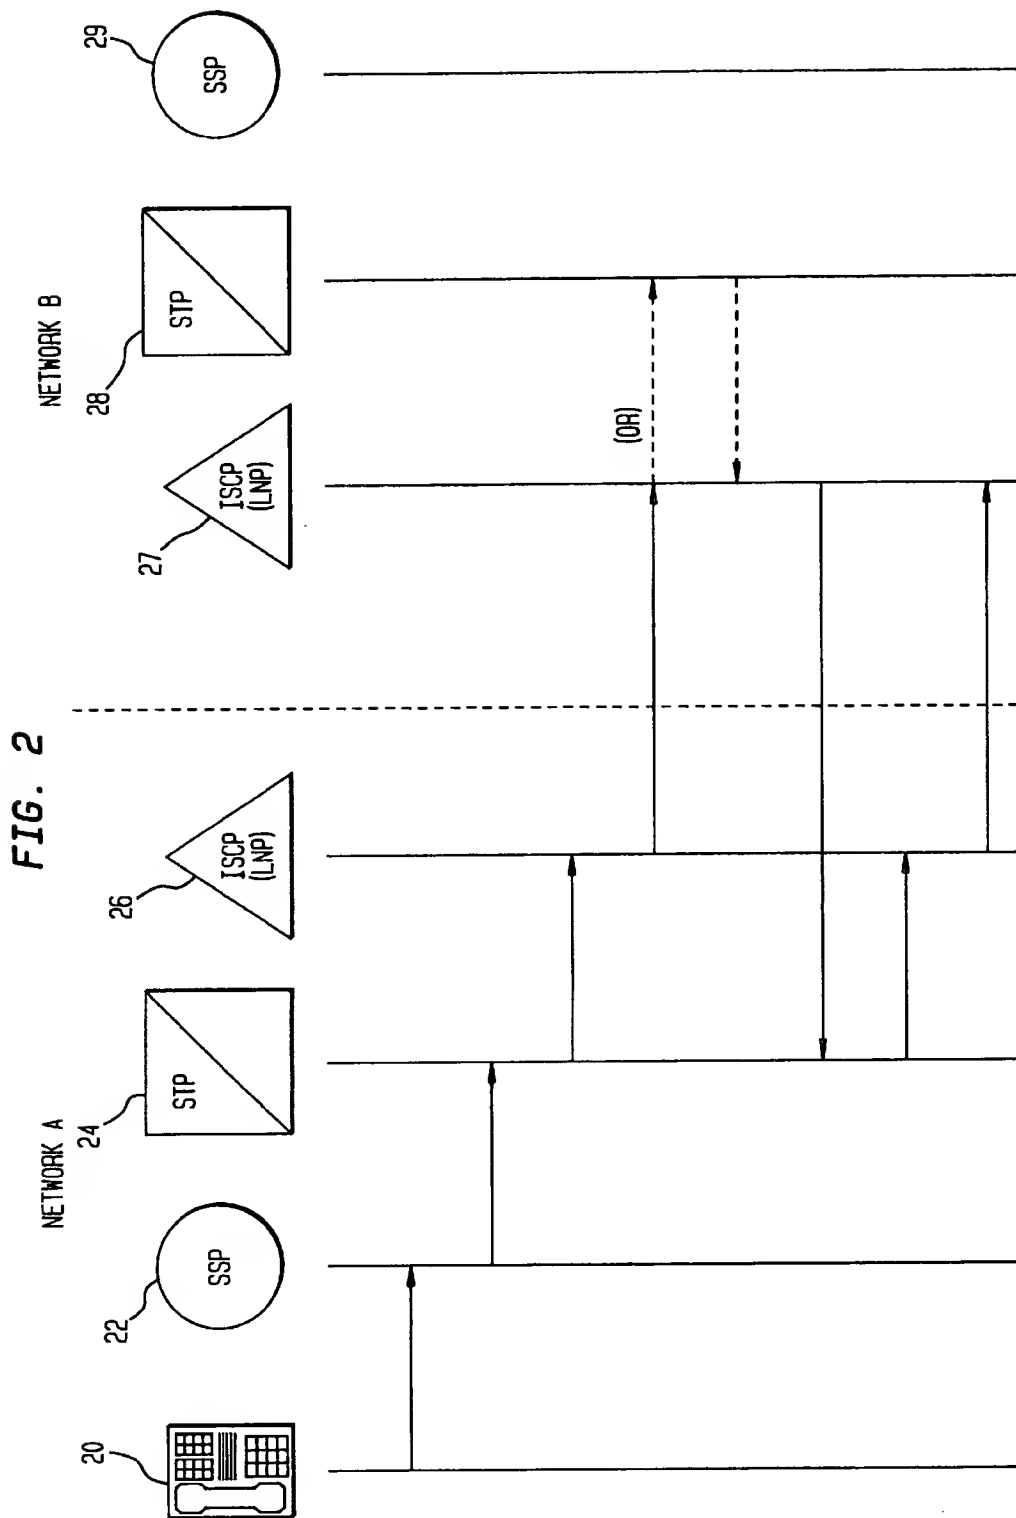 FIG. 2
NETWORK A
NETWORK B
20
22
SSP
24
STP
26
ISCP
(LNP)
27
ISCP
(LNP)
28
STP
29
SSP
(OR)